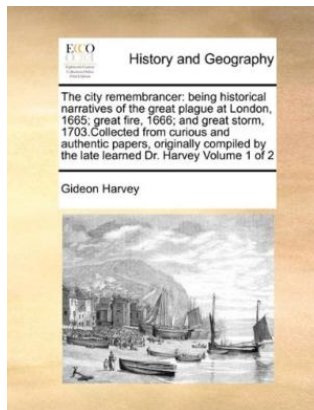 ECCO
History and Geography
The city remembrancer: being historical
narratives of the great plague at London,
1665; great fire, 1666; and great storm,
1703.Collected from curious and
authentic papers, originally compiled by
the late learned Dr. Harvey Volume 1 of 2
Gideon Harvey